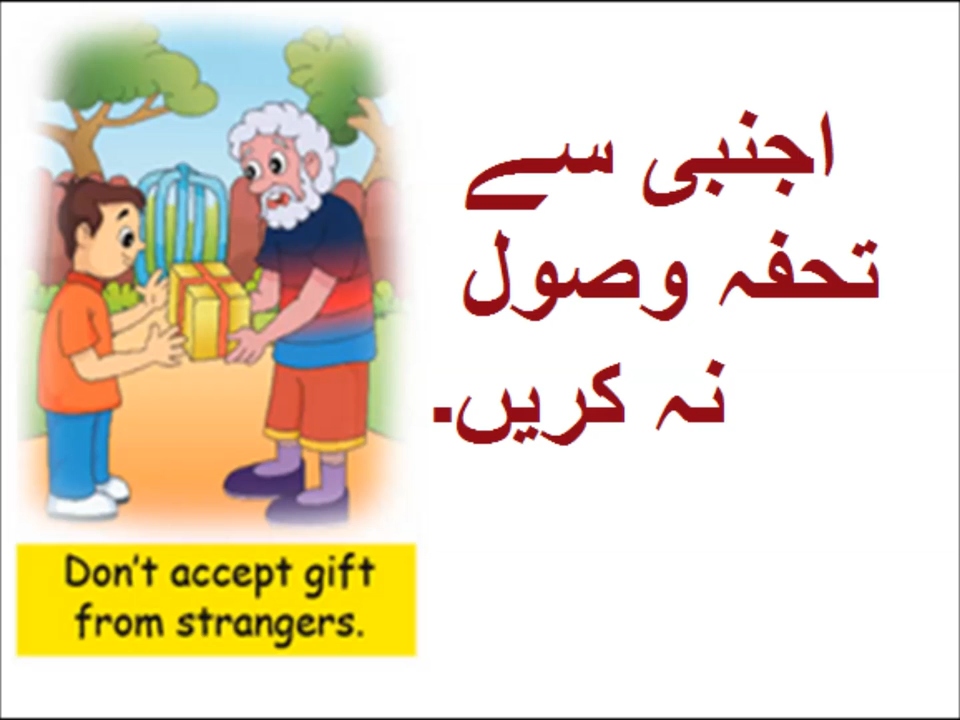 اجنبی سے
تحفہ وصول
نہ کریں.
Don't accept gift
from strangers.